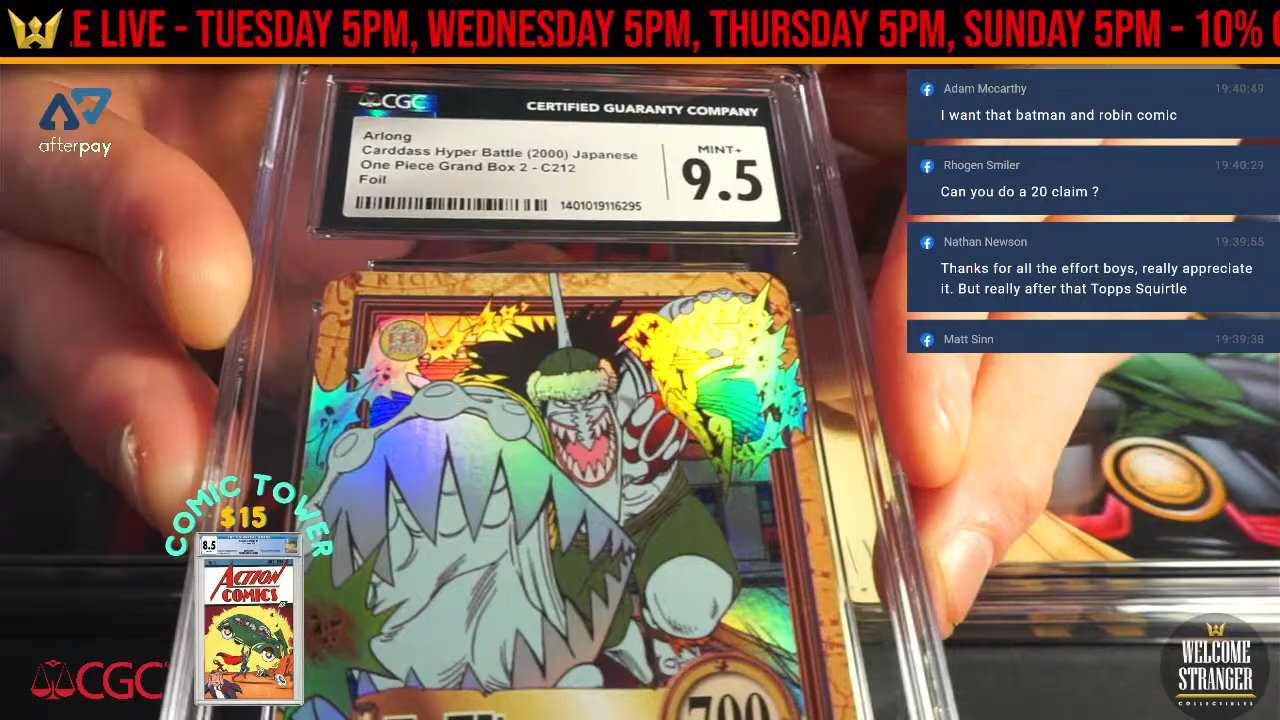 E LIVE - TUESDAY 5PM, WEDNESDAY 5PM, THURSDAY 5PM, SUNDAY 5PM - 10%
afterpay
CGC
CERTIFIED GUARANTY COMPANY
Arlong
Carddass Hyper Battle (2000) Japanese
One Piece Grand Box 2 - C212
Foil
1401019116295
MINT+
9.5
Adam Mccarthy 19:40:49
I want that batman and robin comic
Rhogen Smiler 19:40:29
Can you do a 20 claim ?
Nathan Newson 19:39:55
Thanks for all the effort boys, really appreciate
it. But really after that Topps Squirtle
Matt Sinn 19:39:38
COMIC TOWER
$15
8.5
ACTION
COMICS
CGC
700
WELCOME
STRANGER
COLLECTIBLES